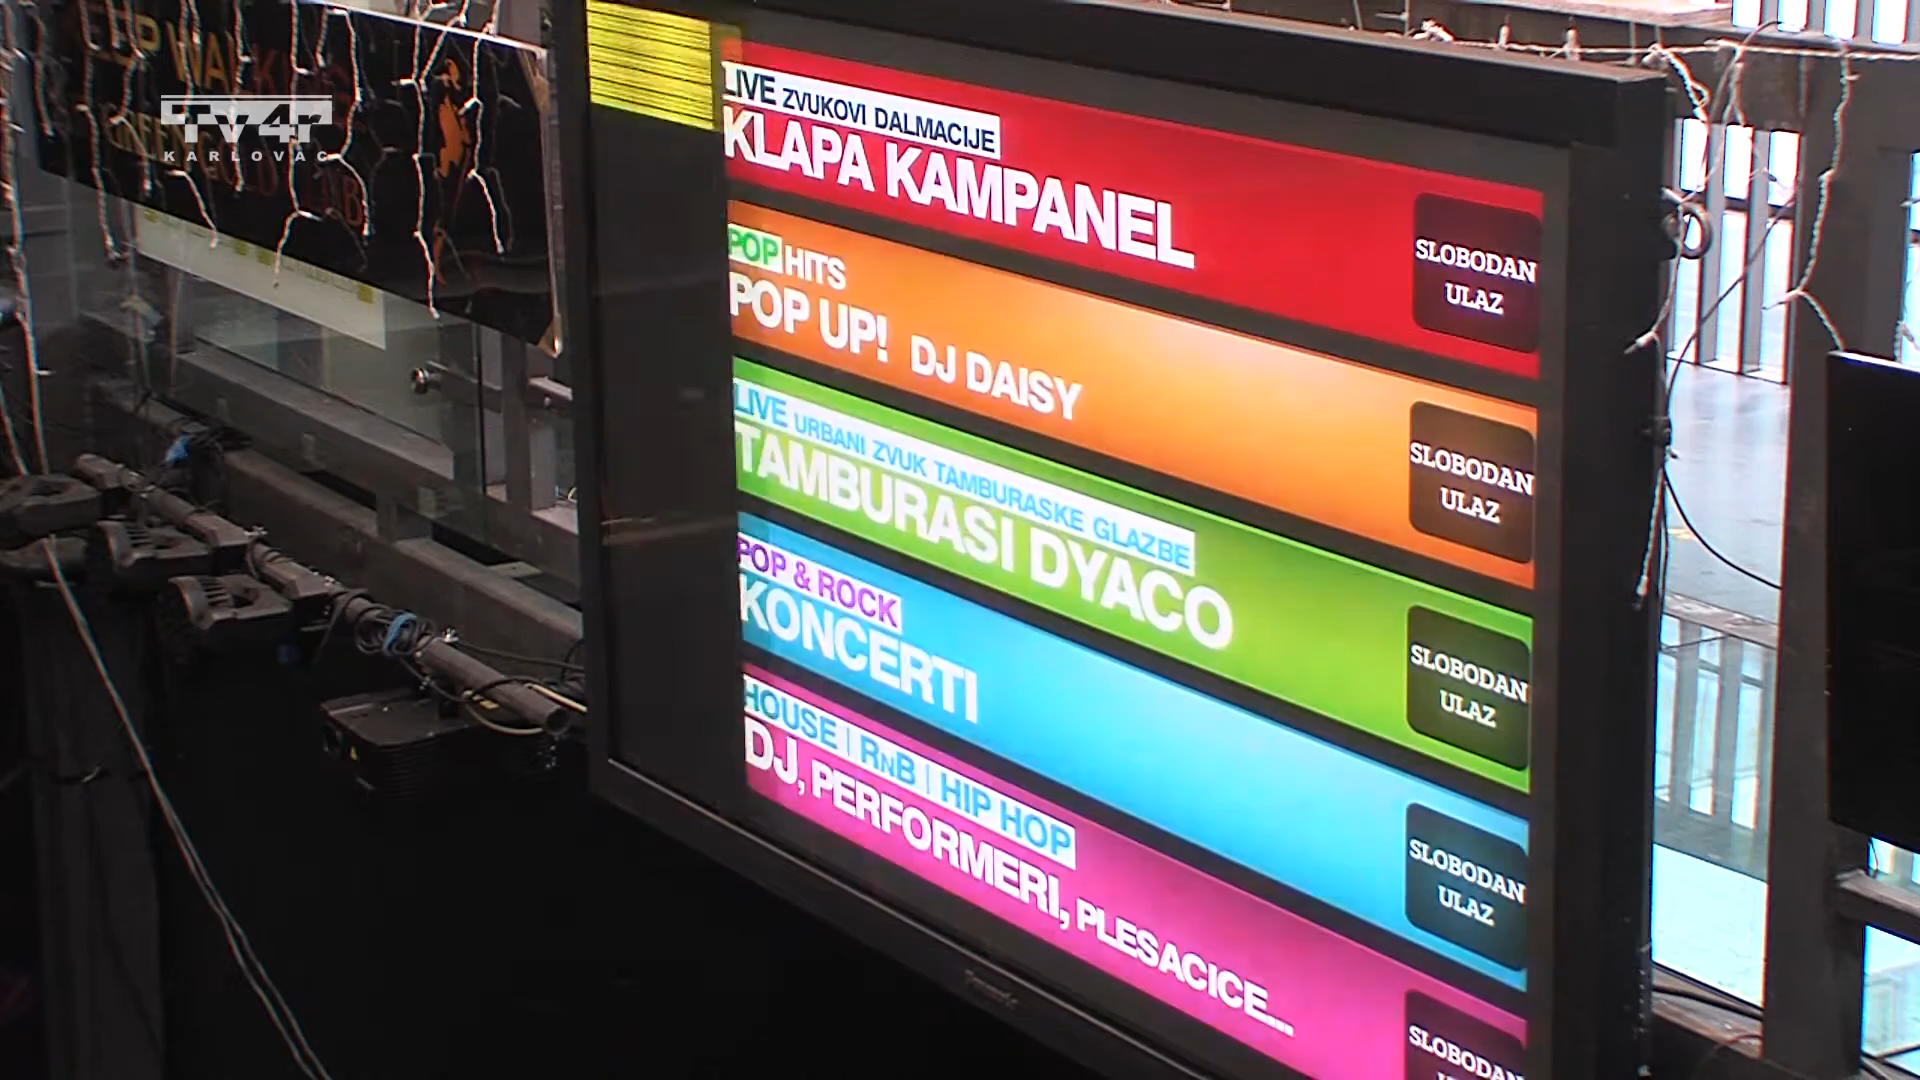 Tv4r
KARLOVAC
LIVE ZVUKOVI DALMACIJE
KLAPA KAMPANEL
SLOBODAN
ULAZ
POP HITS
POP UP! DJ DAISY
SLOBODAN
ULAZ
LIVE URBANI ZVUK TAMBURASKE GLAZBE
TAMBURASI DYACO
SLOBODAN
ULAZ
POP & ROCK
KONCERTI
SLOBODAN
ULAZ
HOUSE | RNB | HIP HOP
DJ, PERFORMERI, PLESACICE...
SLOBODAN
Panasonic